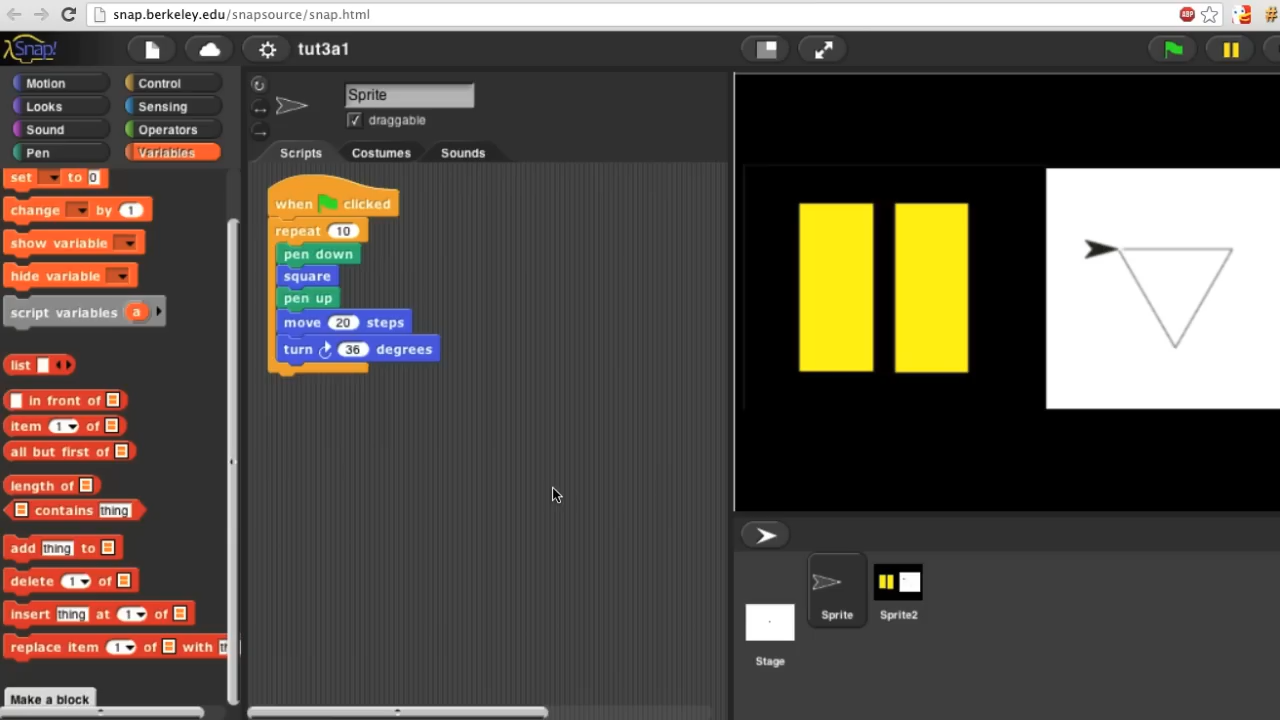 snap.berkeley.edu/snapsource/snap.html
ABP
λSnap!
tut3a1
Motion
Control
Looks
Sensing
Sound
Operators
Pen
Variables
set to 0
change by 1
show variable
hide variable
script variables a
list
in front of
item 1 of
all but first of
length of
contains thing
add thing to
delete 1 of
insert thing at 1 of
replace item 1 of with
Make a block
Sprite
draggable
Scripts
Costumes
Sounds
when clicked
repeat 10
pen down
square
pen up
move 20 steps
turn 36 degrees
Sprite
Sprite2
Stage